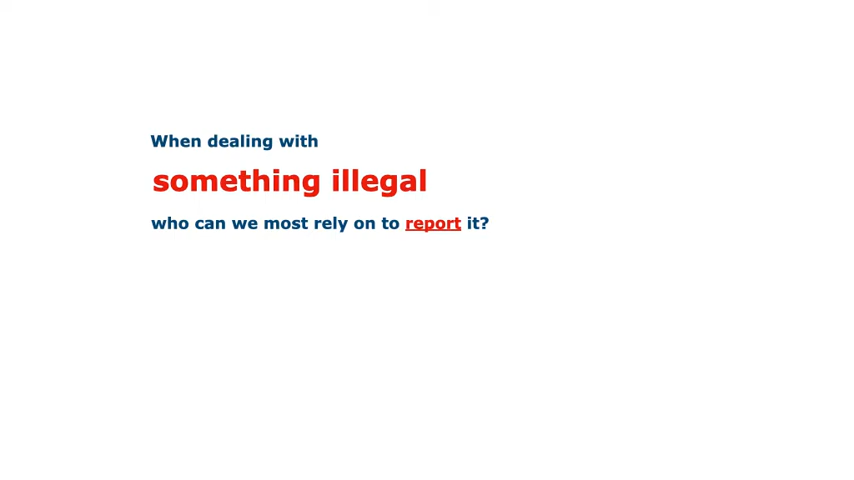 When dealing with
something illegal
who can we most rely on to report it?